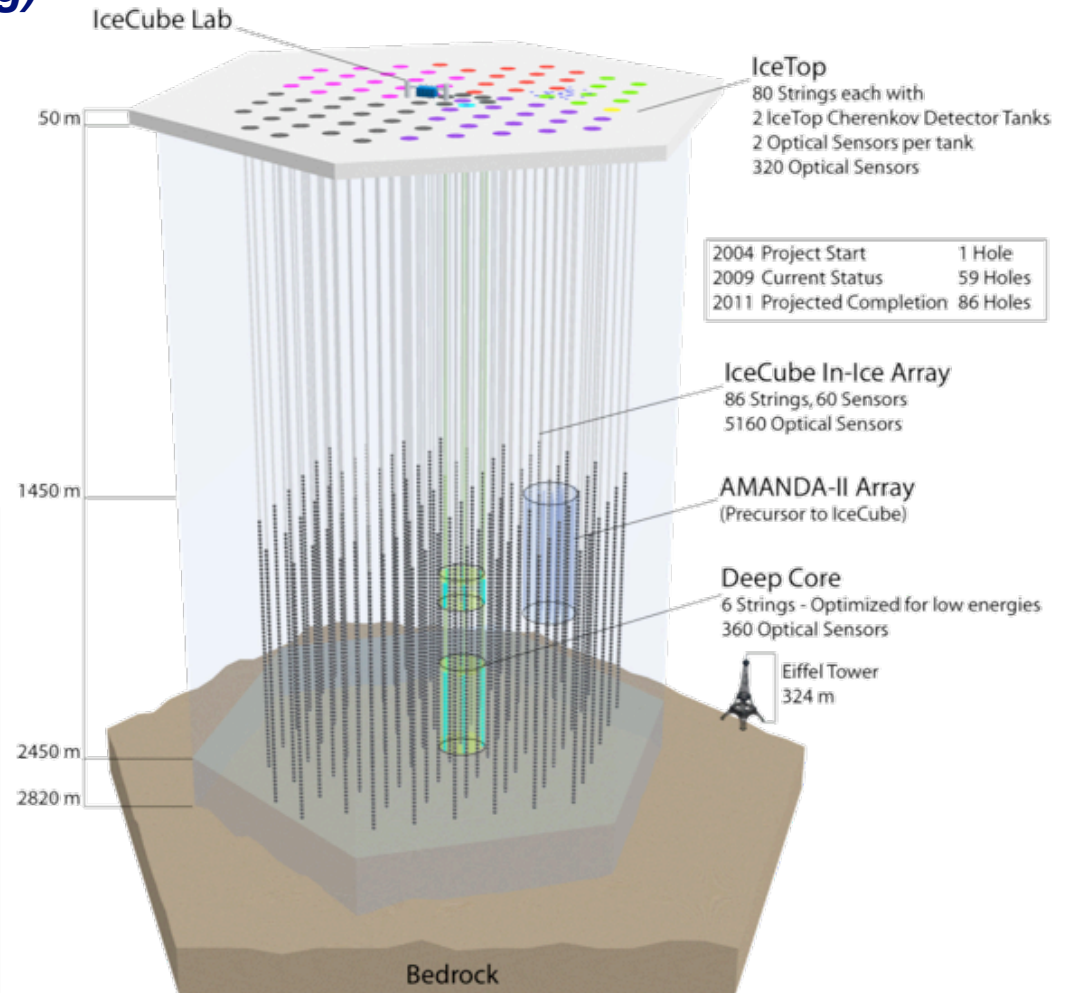 g)
IceCube Lab
IceTop
80 Strings each with
2 IceTop Cherenkov Detector Tanks
2 Optical Sensors per tank
320 Optical Sensors
50 m
2004 Project Start 1 Hole
2009 Current Status 59 Holes
2011 Projected Completion 86 Holes
IceCube In-Ice Array
86 Strings, 60 Sensors
5160 Optical Sensors
1450 m
AMANDA-II Array
(Precursor to IceCube)
Deep Core
6 Strings - Optimized for low energies
360 Optical Sensors
Eiffel Tower
324 m
2450 m
2820 m
Bedrock